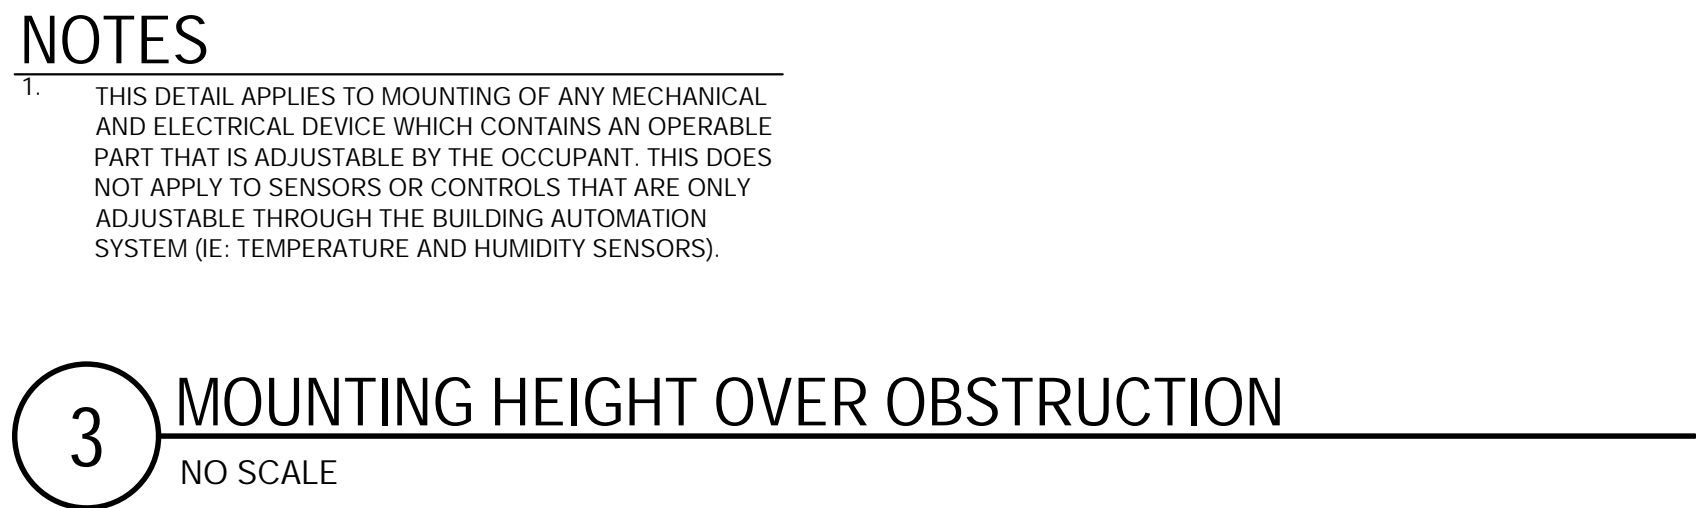 NOTES
1. THIS DETAIL APPLIES TO MOUNTING OF ANY MECHANICAL
AND ELECTRICAL DEVICE WHICH CONTAINS AN OPERABLE
PART THAT IS ADJUSTABLE BY THE OCCUPANT. THIS DOES
NOT APPLY TO SENSORS OR CONTROLS THAT ARE ONLY
ADJUSTABLE THROUGH THE BUILDING AUTOMATION
SYSTEM (IE: TEMPERATURE AND HUMIDITY SENSORS).
3 MOUNTING HEIGHT OVER OBSTRUCTION
NO SCALE